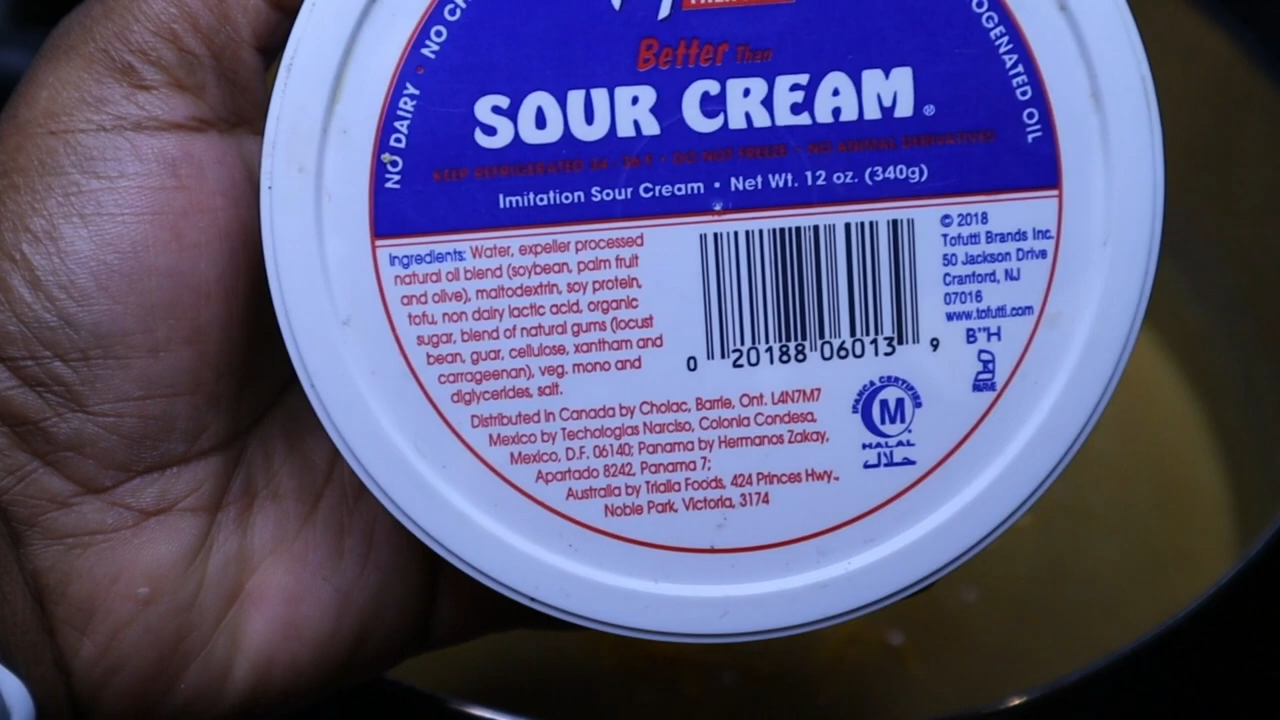 NO DAIRY • NO
OGENATED OIL
Better Than
SOUR CREAM®
KEEP REFRIGERATED 34 - 36 F • DO NOT FREEZE • NO ANIMAL DERIVATIVES
Imitation Sour Cream • Net Wt. 12 oz. (340g)
Ingredients: Water, expeller processed
natural oil blend (soybean, palm fruit
and olive), maltodextrin, soy protein,
tofu, non dairy lactic acid, organic
sugar, blend of natural gums (locust
bean, guar, cellulose, xantham and
carrageenan), veg. mono and
diglycerides, salt.
0 20188 06013 9
© 2018
Tofutti Brands Inc.
50 Jackson Drive
Cranford, NJ
07016
www.tofutti.com
B"H
PARVE
Distributed in Canada by Cholac, Barrie, Ont. L4N7M7
Mexico by Techologias Narciso, Colonia Condesa,
Mexico, D.F. 06140; Panama by Hermanos Zakay,
Apartado 8242, Panama 7;
Australia by Trialia Foods, 424 Princes Hwy.,
Noble Park, Victoria, 3174
IFANCA CERTIFIED
M
HALAL
حلال